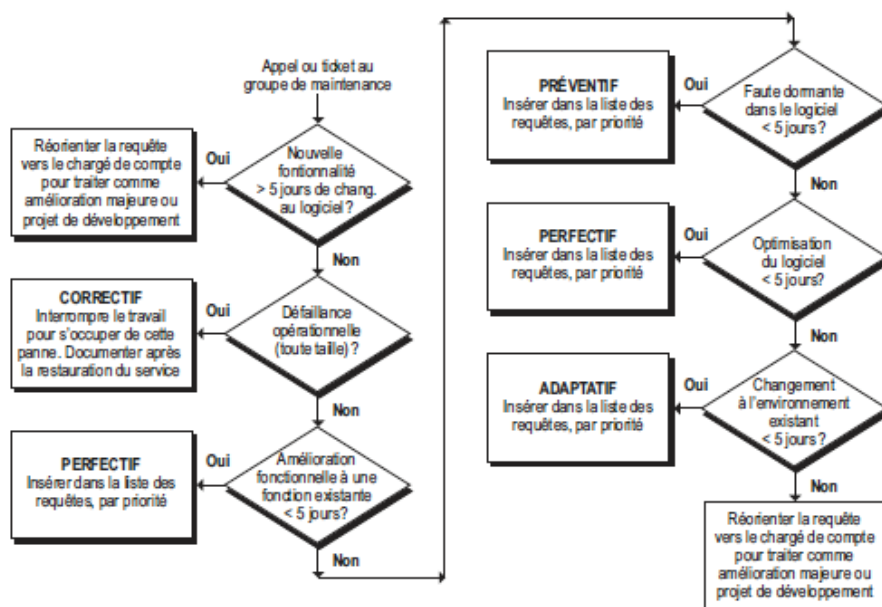 Appel ou ticket au
groupe de maintenance
Nouvelle
fontionnalité
> 5 jours de chang.
au logiciel ?
Oui
Réorienter la requête
vers le chargé de compte
pour traiter comme
amélioration majeure ou
projet de développement
Non
Défaillance
opérationnelle
(toute taille) ?
Oui
CORRECTIF
Interrompre le travail
pour s'occuper de cette
panne. Documenter après
la restauration du service
Non
Amélioration
fonctionnelle à une
fonction existante
< 5 jours?
Oui
PERFECTIF
Insérer dans la liste des
requêtes, par priorité
Non
Faute dormante
dans le logiciel
< 5 jours ?
Oui
PRÉVENTIF
Insérer dans la liste des
requêtes, par priorité
Non
Optimisation
du logiciel
< 5 jours?
Oui
PERFECTIF
Insérer dans la liste des
requêtes, par priorité
Non
Changement
à l'environnement
existant
< 5 jours ?
Oui
ADAPTATIF
Insérer dans la liste des
requêtes, par priorité
Non
Réorienter la requête
vers le chargé de compte
pour traiter comme
amélioration majeure ou
projet de développement